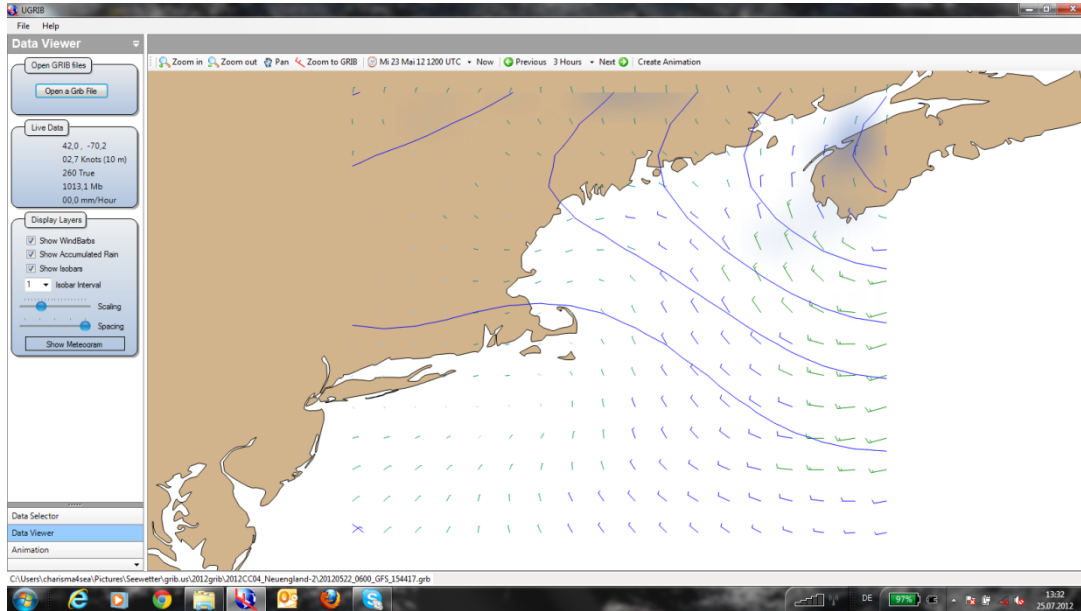 UGRIB
File Help
Data Viewer
Open GRIB files
Open a Grib File
Live Data
42,0 , -70,2
02,7 Knots (10 m)
260 True
1013,1 Mb
00,0 mm/Hour
Display Layers
Show WindBarbs
Show Accumulated Rain
Show Isobars
1 Isobar Interval
Scaling
Spacing
Show Meteogram
Zoom in Zoom out Pan Zoom to GRIB Mi 23 Mai 12 1200 UTC Now Previous 3 Hours Next Create Animation
Data Selector
Data Viewer
Animation
C:\Users\charisma4sea\Pictures\Seewetter\grib.us\2012grib\2012CC04_Neuengland-2\20120522_0600_GFS_154417.grb
DE 97% 13:32
25.07.2012